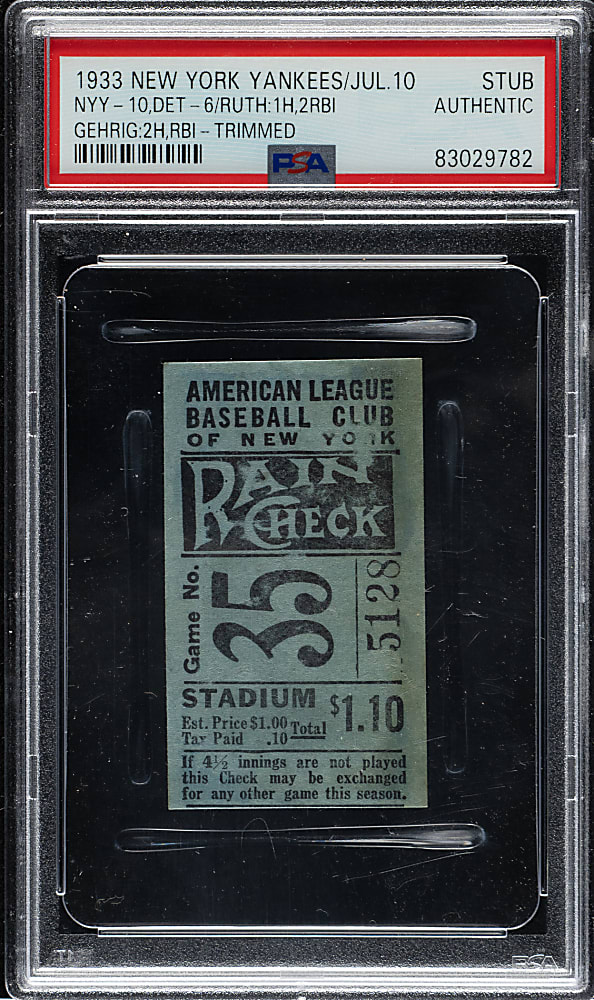 1933 NEW YORK YANKEES/JUL.10 STUB
NYY-10,DET-6/RUTH:1H,2RBI AUTHENTIC
GEHRIG:2H,RBI-TRIMMED
PSA 83029782
AMERICAN LEAGUE
BASEBALL CLUB
OF NEW YORK
RAIN
CHECK
Game No. 35 5128
STADIUM $1.10
Est. Price $1.00 Total
Tax Paid .10
If 4½ innings are not played
this Check may be exchanged
for any other game this season.
PSA